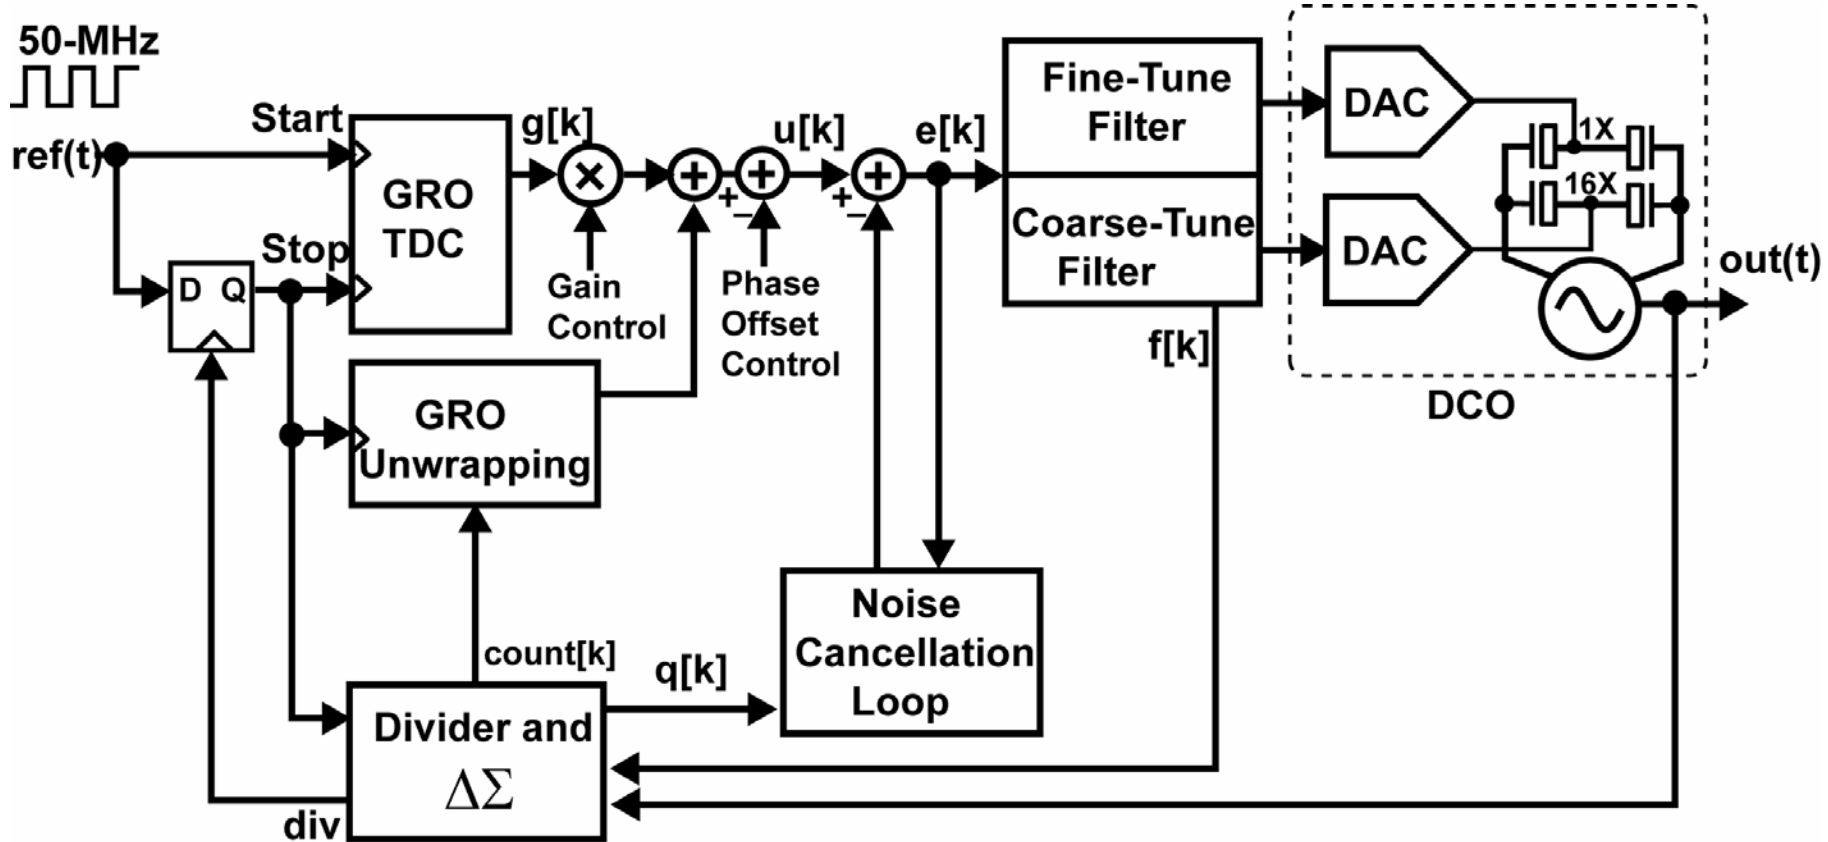 50-MHz
ref(t)
Start
Stop
D Q
GRO
TDC
g[k]
×
Gain
Control
+
+
−
+
u[k]
Phase
Offset
Control
+
−
+
e[k]
Fine-Tune
Filter
Coarse-Tune
Filter
DAC
DAC
1X
16X
out(t)
DCO
f[k]
GRO
Unwrapping
count[k]
q[k]
Noise
Cancellation
Loop
Divider and
ΔΣ
div